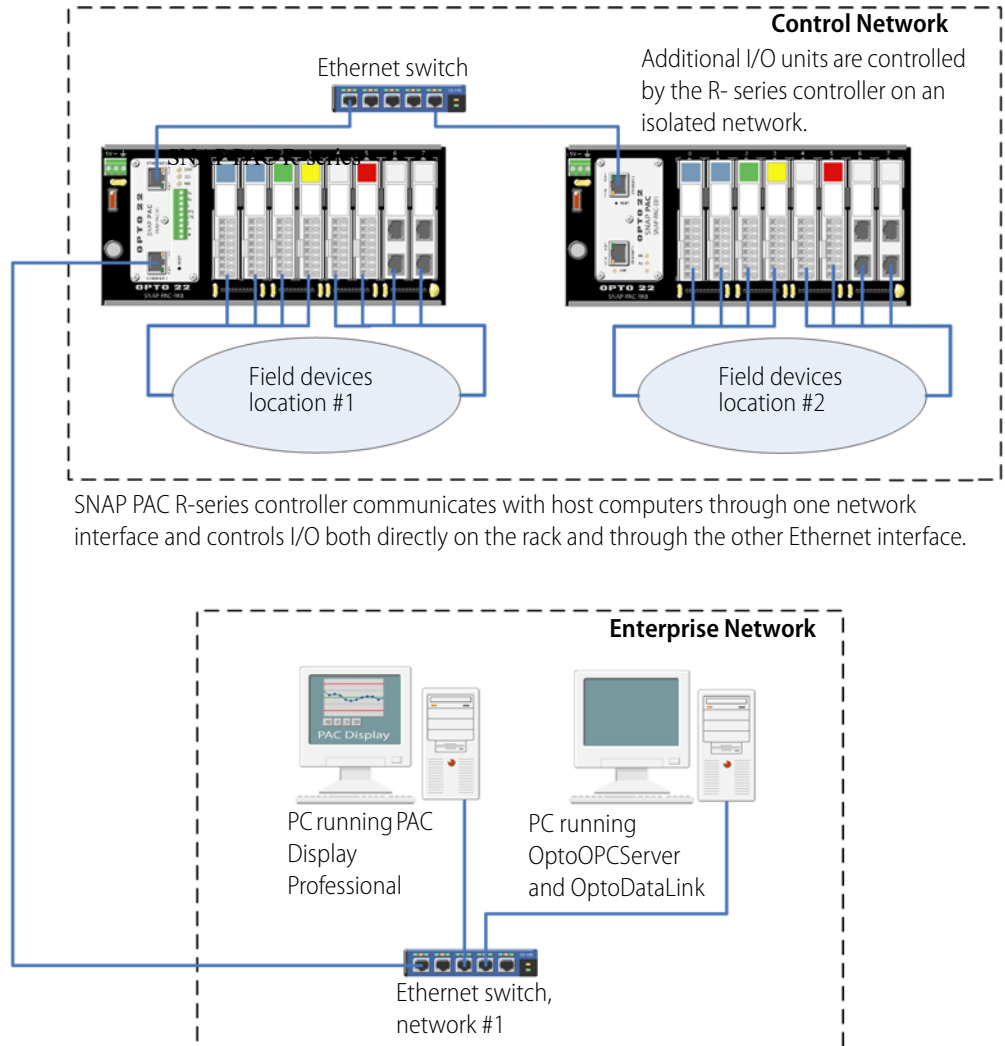 Control Network
Additional I/O units are controlled
by the R- series controller on an
isolated network.
Ethernet switch
SNAP PAC R-series
OPTO 22
SNAP PAC
OPTO 22
OPTO 22
SNAP PAC
OPTO 22
Field devices
location #1
Field devices
location #2
SNAP PAC R-series controller communicates with host computers through one network
interface and controls I/O both directly on the rack and through the other Ethernet interface.
Enterprise Network
PAC Display
PC running PAC
Display
Professional
PC running
OptoOPCServer
and OptoDataLink
Ethernet switch,
network #1